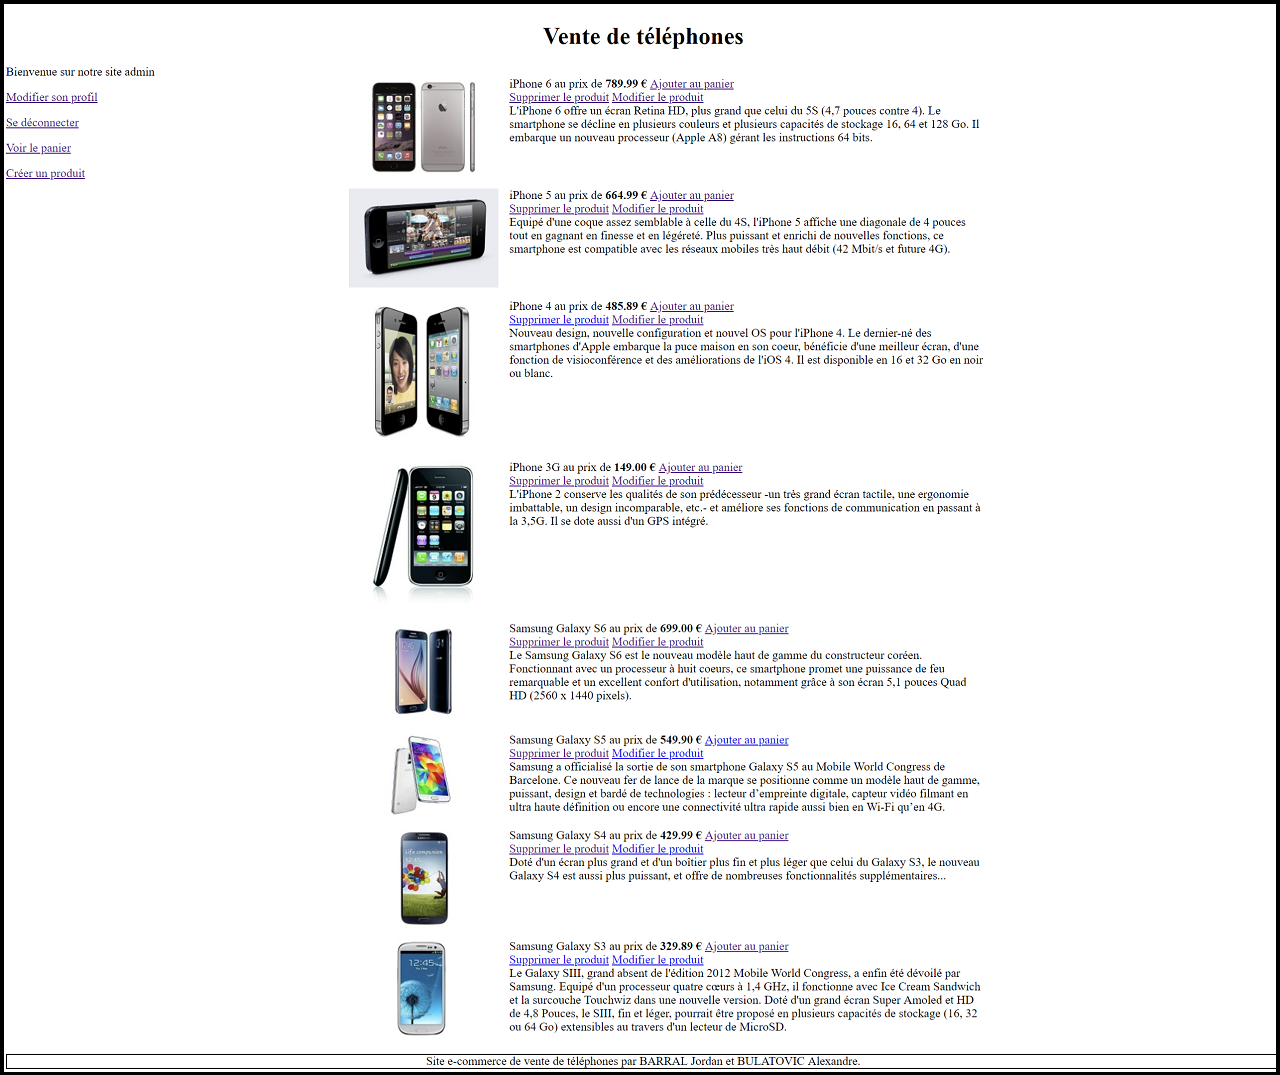 Vente de téléphones
Bienvenue sur notre site admin
Modifier son profil
Se déconnecter
Voir le panier
Créer un produit
iPhone 6 au prix de 789.99 € Ajouter au panier
Supprimer le produit Modifier le produit
L'iPhone 6 offre un écran Retina HD, plus grand que celui du 5S (4,7 pouces contre 4). Le
smartphone se décline en plusieurs couleurs et plusieurs capacités de stockage 16, 64 et 128 Go. Il
embarque un nouveau processeur (Apple A8) gérant les instructions 64 bits.
iPhone 5 au prix de 664.99 € Ajouter au panier
Supprimer le produit Modifier le produit
Equipé d'une coque assez semblable à celle du 4S, l'iPhone 5 affiche une diagonale de 4 pouces
tout en gagnant en finesse et en légéreté. Plus puissant et enrichi de nouvelles fonctions, ce
smartphone est compatible avec les réseaux mobiles très haut débit (42 Mbit/s et future 4G).
iPhone 4 au prix de 485.89 € Ajouter au panier
Supprimer le produit Modifier le produit
Nouveau design, nouvelle configuration et nouvel OS pour l'iPhone 4. Le dernier-né des
smartphones d'Apple embarque la puce maison en son coeur, bénéficie d'une meilleur écran, d'une
fonction de visioconférence et des améliorations de l'iOS 4. Il est disponible en 16 et 32 Go en noir
ou blanc.
iPhone 3G au prix de 149.00 € Ajouter au panier
Supprimer le produit Modifier le produit
L'iPhone 2 conserve les qualités de son prédécesseur -un très grand écran tactile, une ergonomie
imbattable, un design incomparable, etc.- et améliore ses fonctions de communication en passant à
la 3,5G. Il se dote aussi d'un GPS intégré.
Samsung Galaxy S6 au prix de 699.00 € Ajouter au panier
Supprimer le produit Modifier le produit
Le Samsung Galaxy S6 est le nouveau modèle haut de gamme du constructeur coréen.
Fonctionnant avec un processeur à huit coeurs, ce smartphone promet une puissance de feu
remarquable et un excellent confort d'utilisation, notamment grâce à son écran 5,1 pouces Quad
HD (2560 x 1440 pixels).
Samsung Galaxy S5 au prix de 549.90 € Ajouter au panier
Supprimer le produit Modifier le produit
Samsung a officialisé la sortie de son smartphone Galaxy S5 au Mobile World Congress de
Barcelone. Ce nouveau fer de lance de la marque se positionne comme un modèle haut de gamme,
puissant, design et bardé de technologies : lecteur d’empreinte digitale, capteur vidéo filmant en
ultra haute définition ou encore une connectivité ultra rapide aussi bien en Wi-Fi qu’en 4G.
Life companion
12:45
Samsung Galaxy S4 au prix de 429.99 € Ajouter au panier
Supprimer le produit Modifier le produit
Doté d'un écran plus grand et d'un boîtier plus fin et plus léger que celui du Galaxy S3, le nouveau
Galaxy S4 est aussi plus puissant, et offre de nombreuses fonctionnalités supplémentaires...
12:45
Samsung Galaxy S3 au prix de 329.89 € Ajouter au panier
Supprimer le produit Modifier le produit
Le Galaxy SIII, grand absent de l'édition 2012 Mobile World Congress, a enfin été dévoilé par
Samsung. Equipé d'un processeur quatre cœurs à 1,4 GHz, il fonctionne avec Ice Cream Sandwich
et la surcouche Touchwiz dans une nouvelle version. Doté d'un grand écran Super Amoled et HD
de 4,8 Pouces, le SIII, fin et léger, pourrait être proposé en plusieurs capacités de stockage (16, 32
ou 64 Go) extensibles au travers d'un lecteur de MicroSD.
Site e-commerce de vente de téléphones par BARRAL Jordan et BULATOVIC Alexandre.